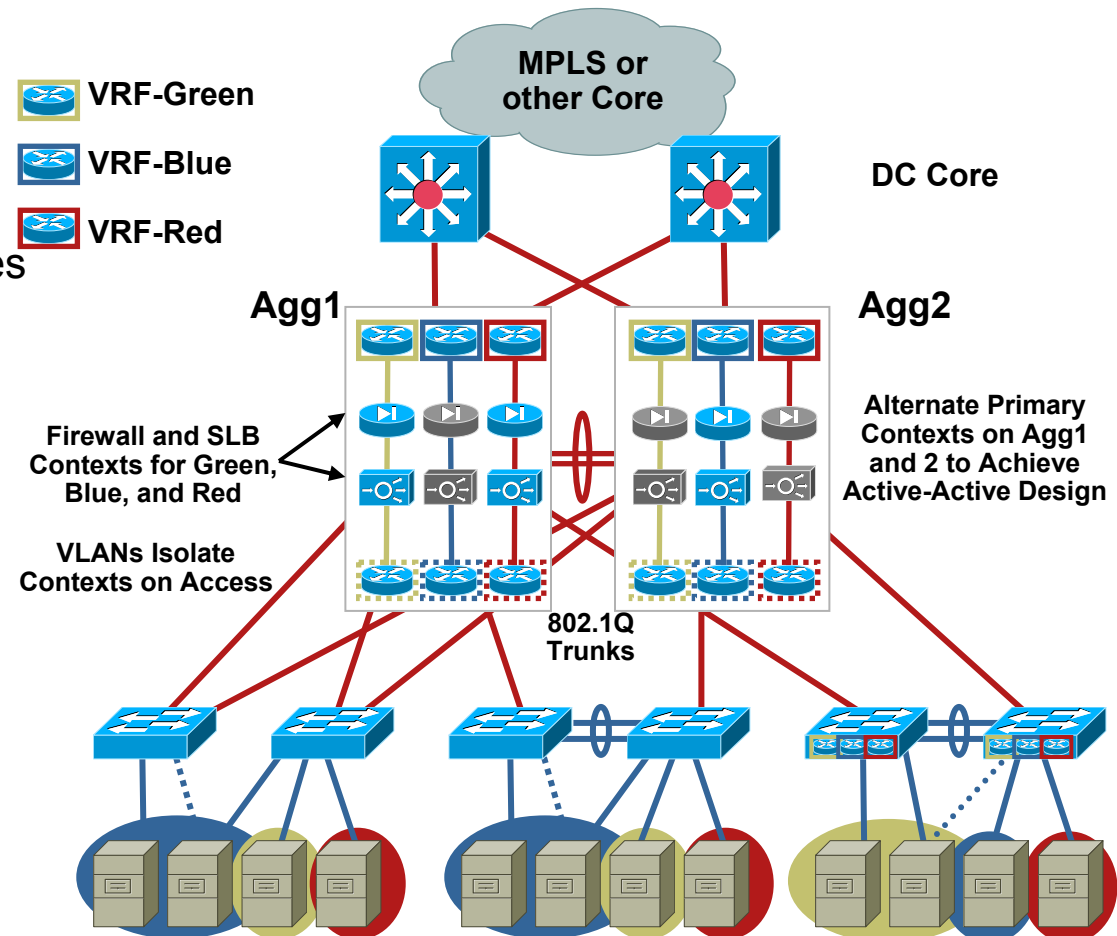 MPLS or
other Core
VRF-Green
VRF-Blue
VRF-Red
es
DC Core
Agg1
Agg2
Firewall and SLB
Contexts for Green,
Blue, and Red
Alternate Primary
Contexts on Agg1
and 2 to Achieve
Active-Active Design
VLANs Isolate
Contexts on Access
802.1Q
Trunks